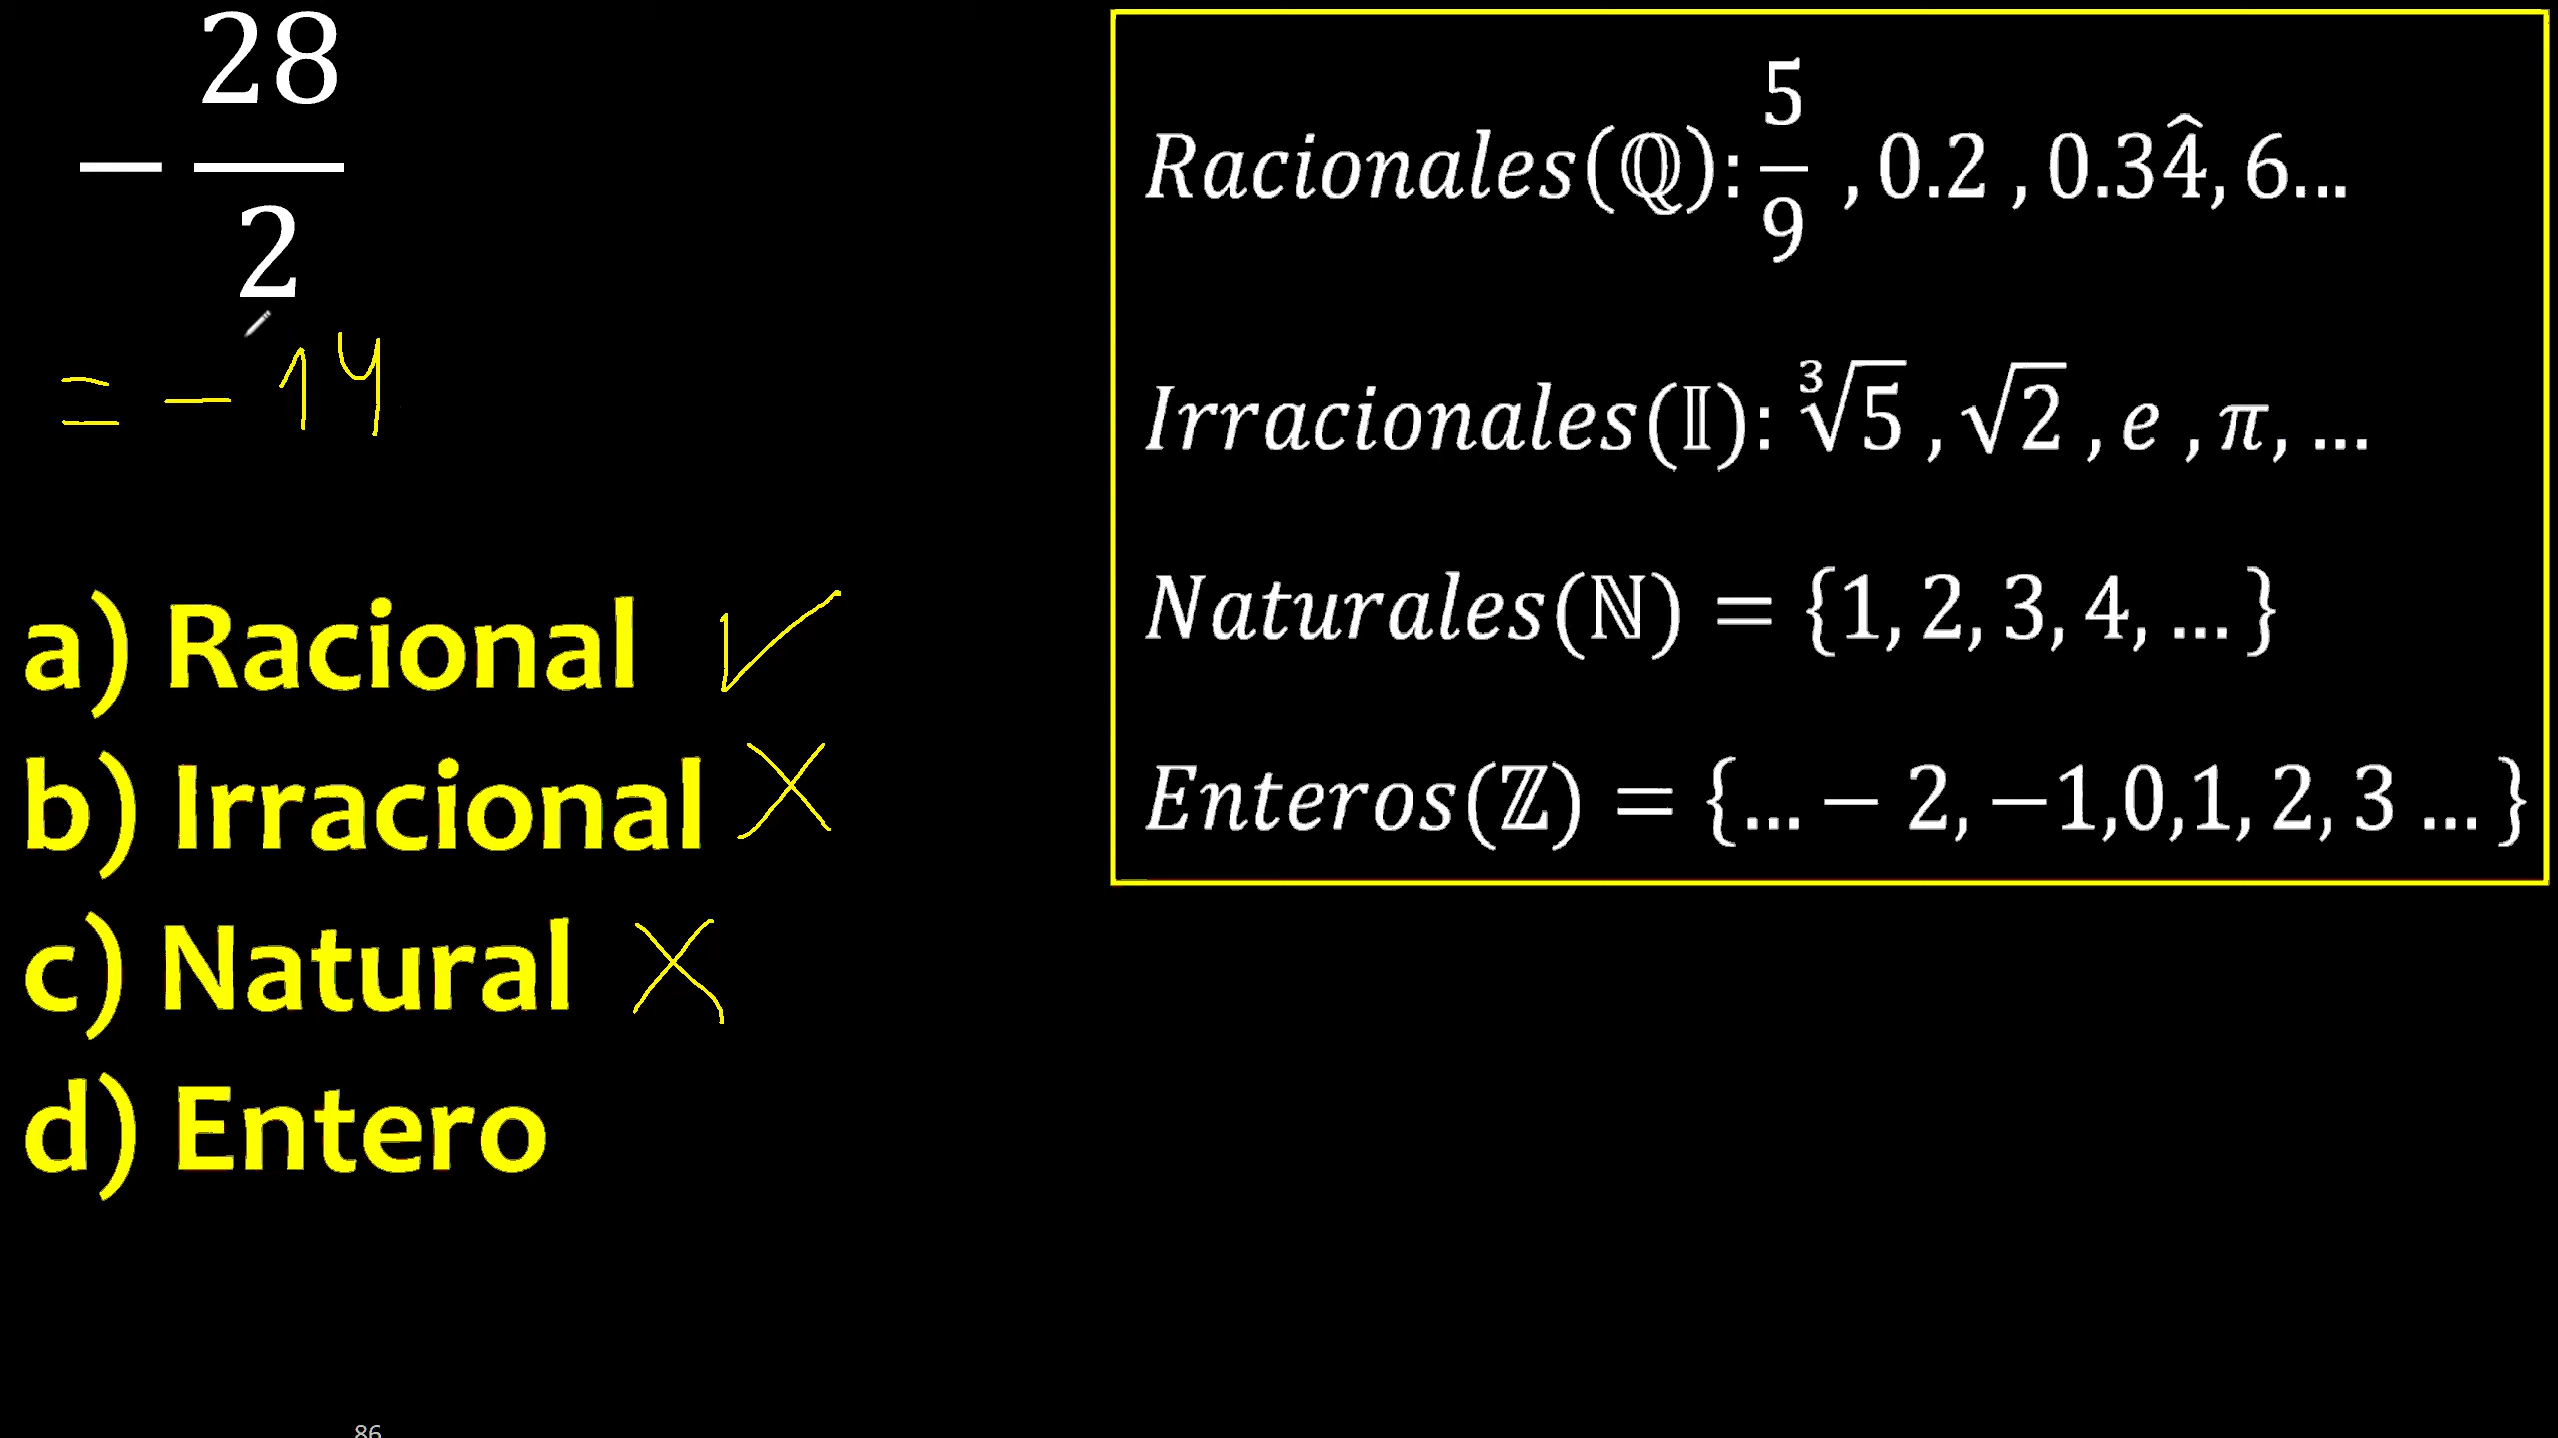 − 28/2
= − 14
a) Racional ✓
b) Irracional X
c) Natural X
d) Entero
Racionales(ℚ): 5/9 , 0.2 , 0.34̂, 6...
Irracionales(𝕀): ∛5 , √2 , e , π, ...
Naturales(ℕ) = {1, 2, 3, 4, ... }
Enteros(ℤ) = {... − 2, −1,0,1, 2, 3 ... }
86